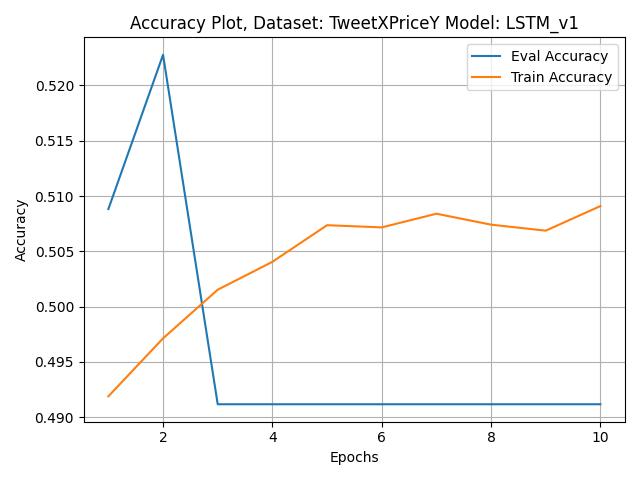 Accuracy Plot, Dataset: TweetXPriceY Model: LSTM_v1
Eval Accuracy
Train Accuracy
0.520
0.515
0.510
0.505
0.500
0.495
0.490
Accuracy
2 4 6 8 10
Epochs